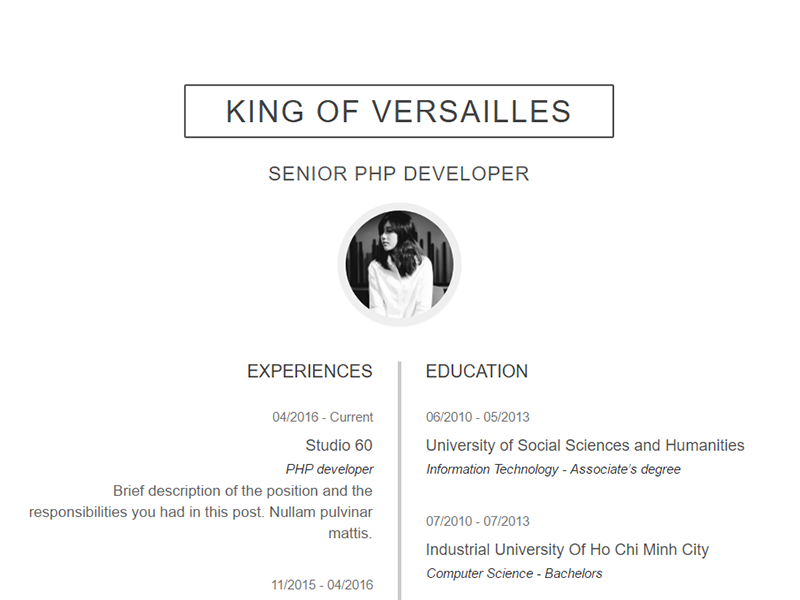 KING OF VERSAILLES
SENIOR PHP DEVELOPER
EXPERIENCES
04/2016 - Current
Studio 60
PHP developer
Brief description of the position and the
responsibilities you had in this post. Nullam pulvinar
mattis.
11/2015 - 04/2016
EDUCATION
06/2010 - 05/2013
University of Social Sciences and Humanities
Information Technology - Associate's degree
07/2010 - 07/2013
Industrial University Of Ho Chi Minh City
Computer Science - Bachelors